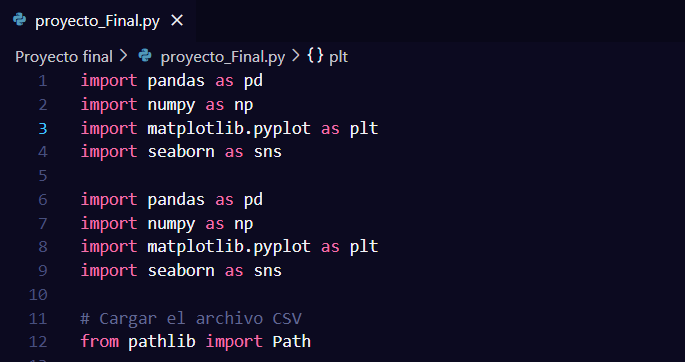 proyecto_Final.py ×
Proyecto final > proyecto_Final.py > {} plt
1 import pandas as pd
2 import numpy as np
3 import matplotlib.pyplot as plt
4 import seaborn as sns
5
6 import pandas as pd
7 import numpy as np
8 import matplotlib.pyplot as plt
9 import seaborn as sns
10
11 # Cargar el archivo CSV
12 from pathlib import Path